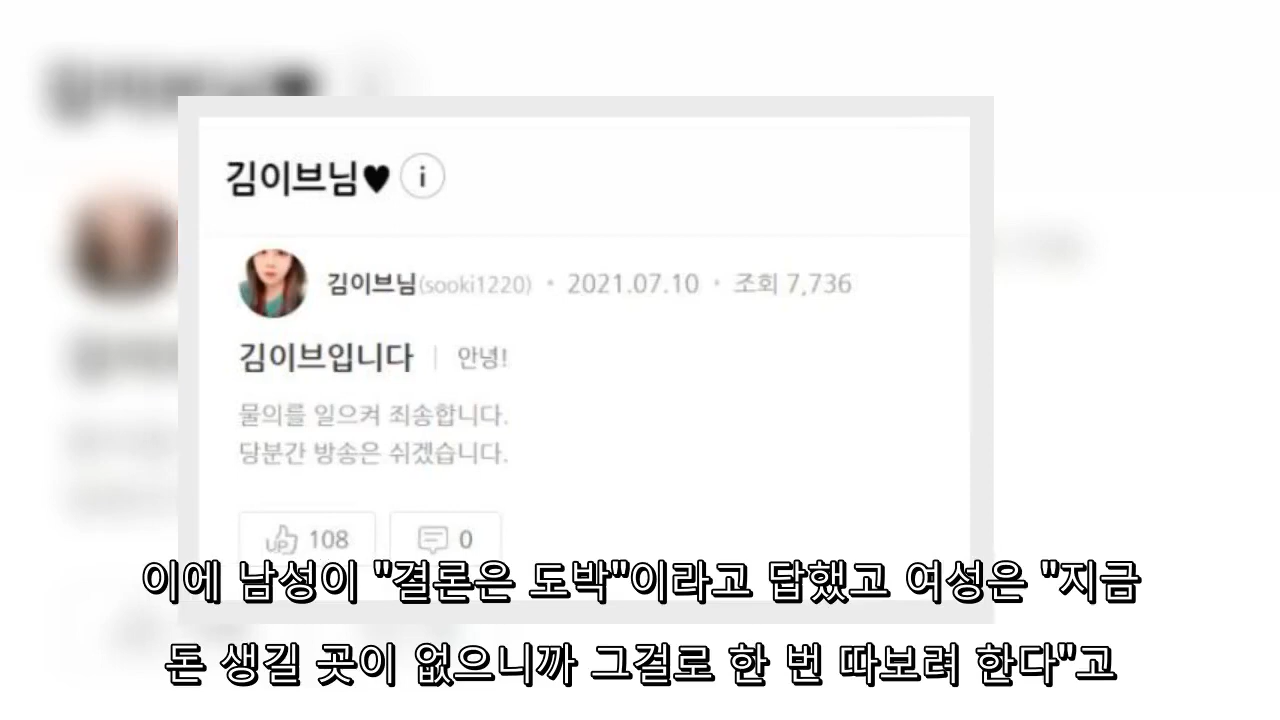 김이브님♥ i
김이브님(sooki1220) • 2021.07.10 • 조회 7,736
김이브입니다 | 안녕!
물의를 일으켜 죄송합니다.
당분간 방송은 쉬겠습니다.
UP 108 0
이에 남성이 "결론은 도박"이라고 답했고 여성은 "지금
돈 생길 곳이 없으니까 그걸로 한 번 따보려 한다"고